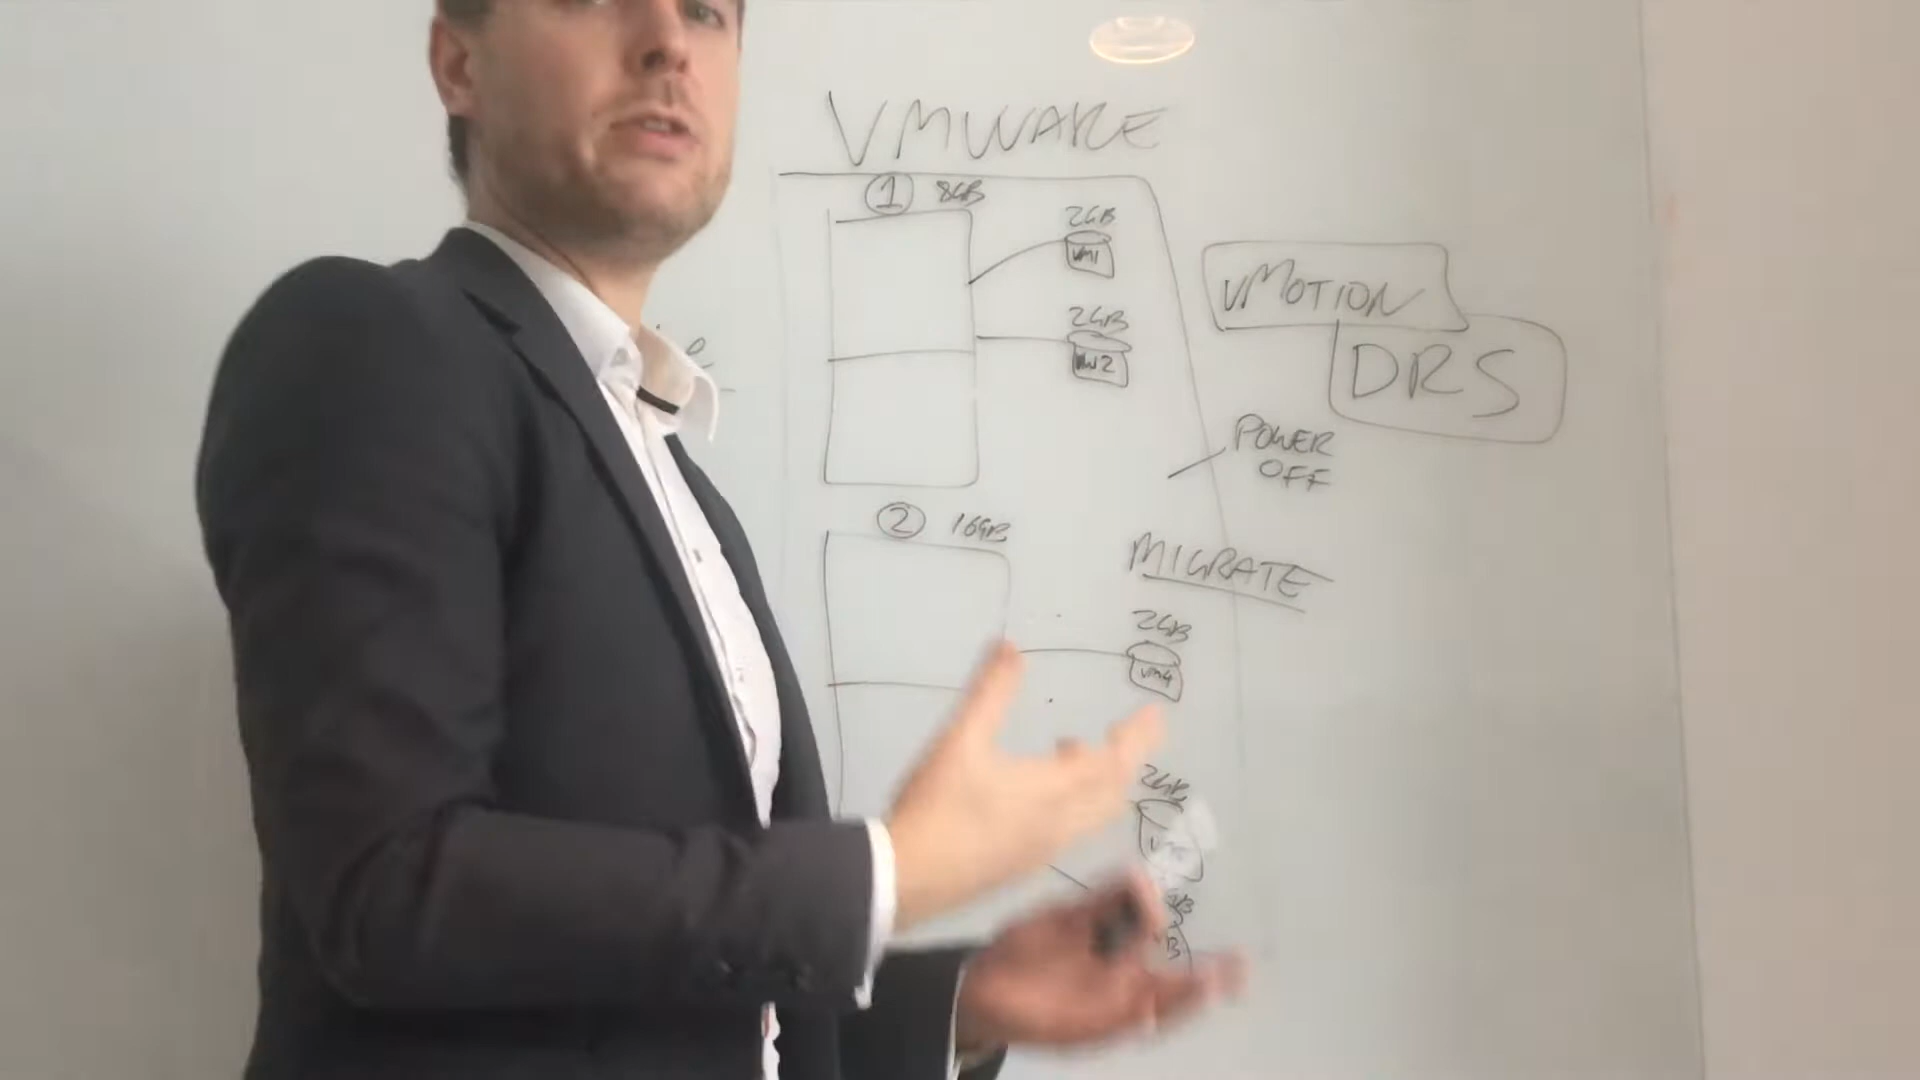 VMWARE
1 8GB
2GB
VM1
2GB
VM2
vMOTION
DRS
POWER
OFF
2 16GB
MIGRATE
2GB
VM4
2GB